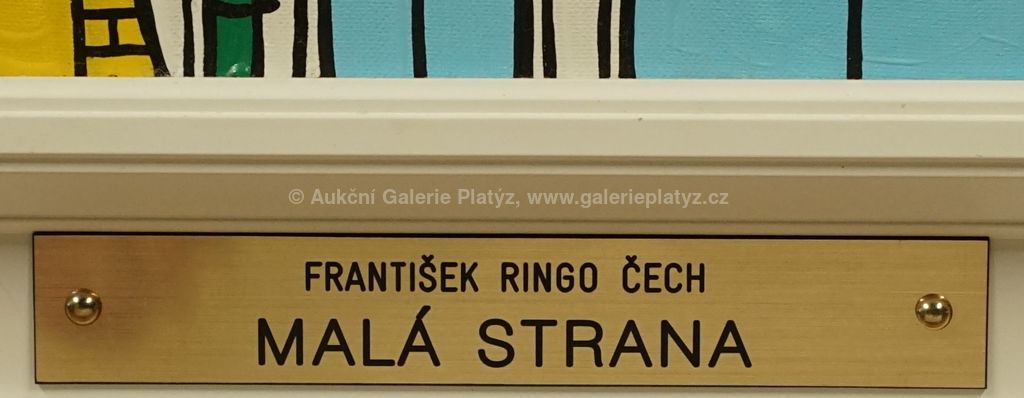 © Aukční Galerie Platýz, www.galerieplatyz.cz
FRANTIŠEK RINGO ČECH
MALÁ STRANA